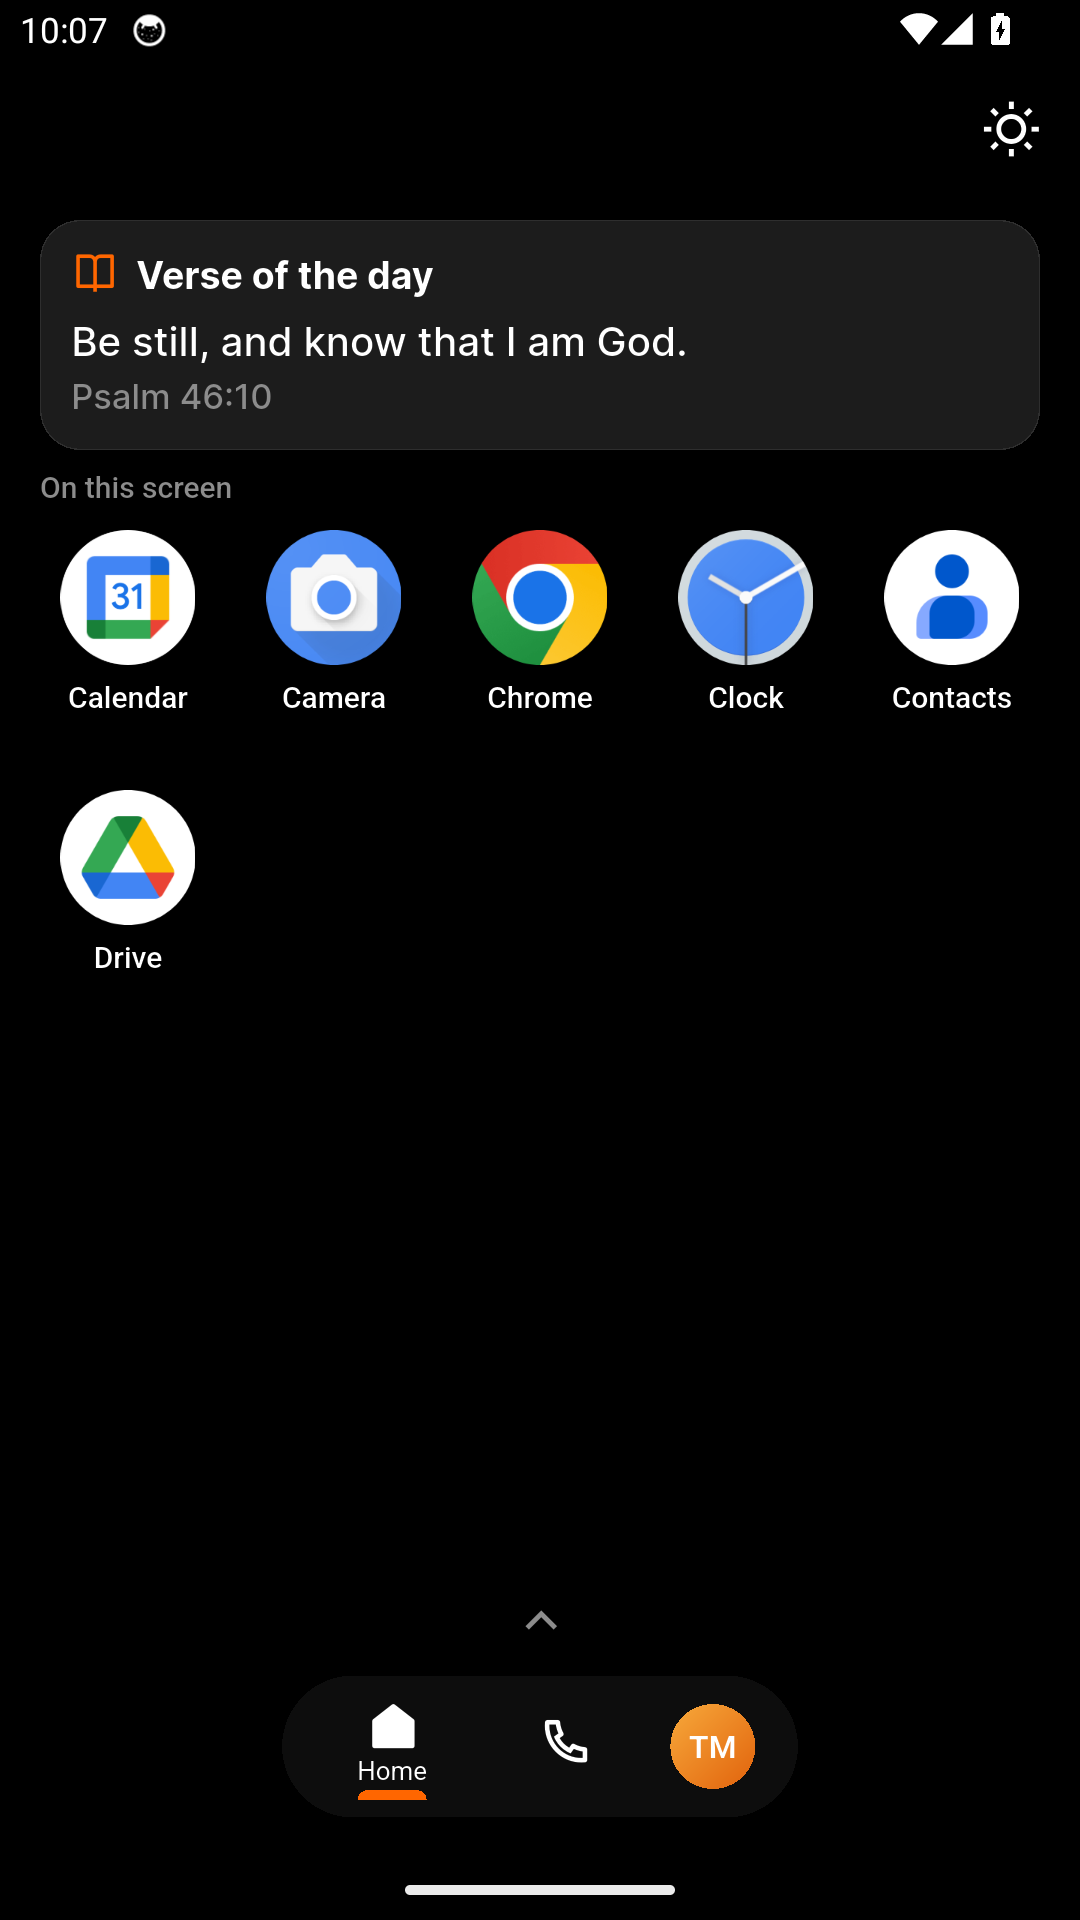 10:07
Verse of the day
Be still, and know that I am God.
Psalm 46:10
On this screen
31
Calendar
Camera
Chrome
Clock
Contacts
Drive
TM
Home